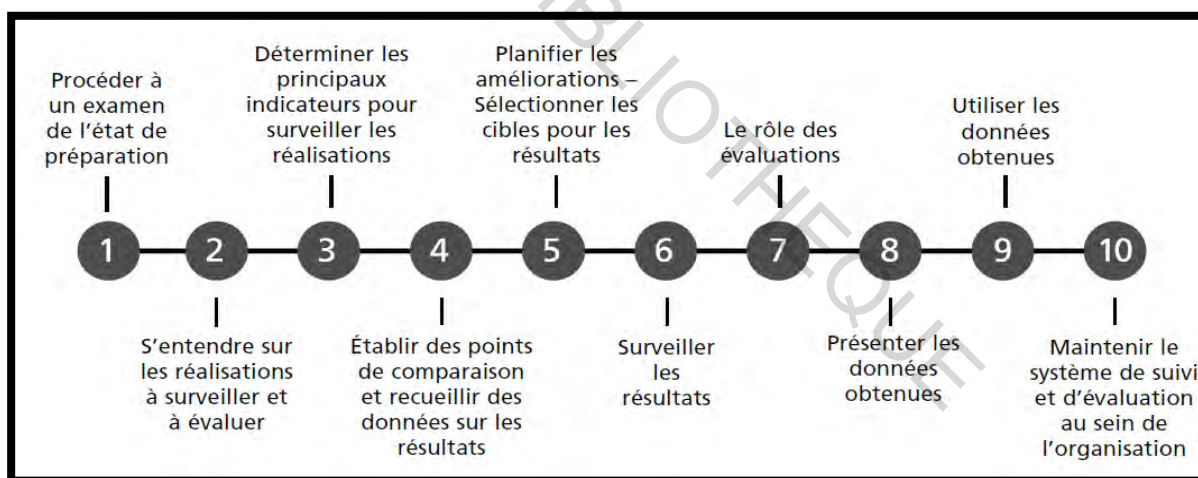 Procéder à
un examen
de l'état de
préparation
Déterminer les
principaux
indicateurs pour
surveiller les
réalisations
Planifier les
améliorations –
Sélectionner les
cibles pour les
résultats
Le rôle des
évaluations
Utiliser les
données
obtenues
1 2 3 4 5 6 7 8 9 10
S'entendre sur
les réalisations
à surveiller et
à évaluer
Établir des points
de comparaison
et recueillir des
données sur les
résultats
Surveiller
les
résultats
Présenter les
données
obtenues
Maintenir le
système de suivi
et d'évaluation
au sein de
l'organisation
BLIOTHEQUE